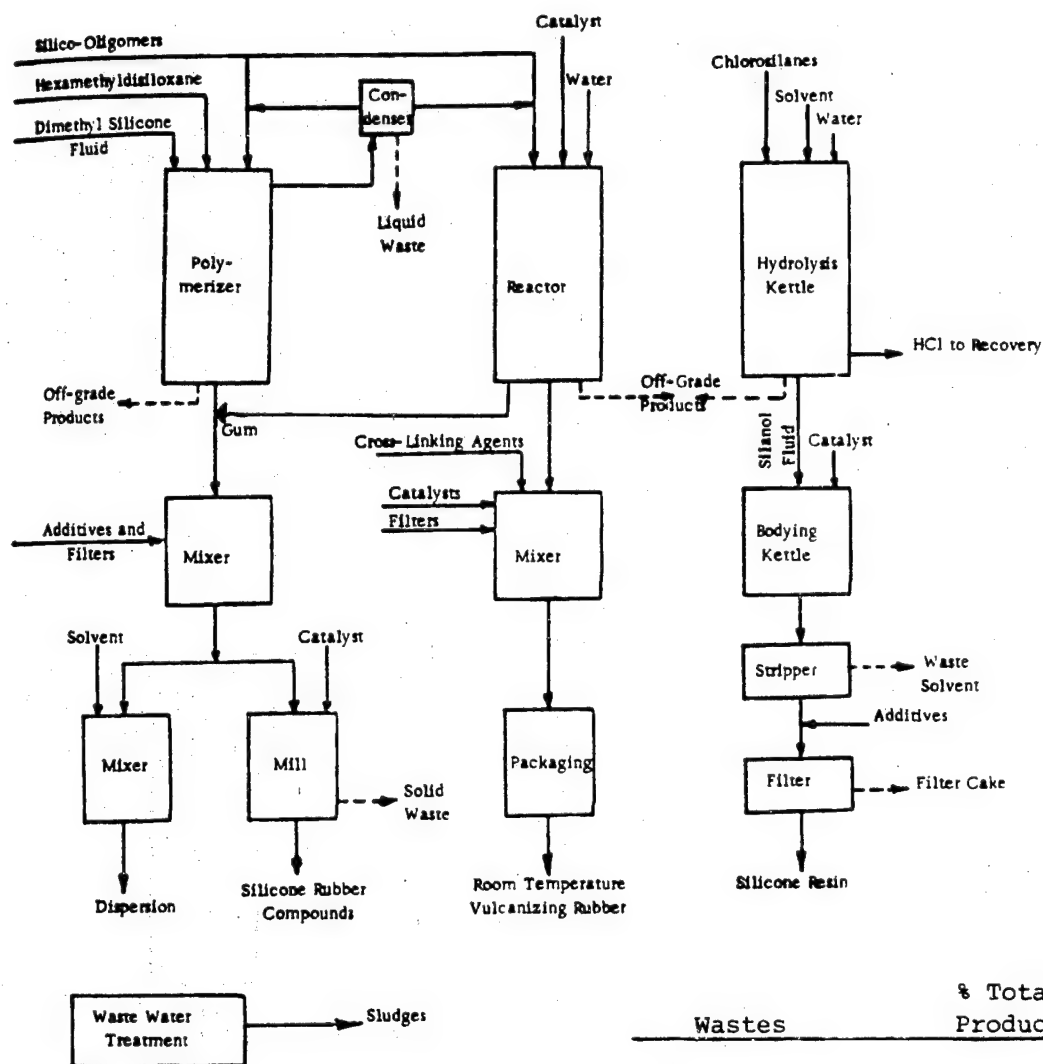 Silico-Oligomers
Hexamethyldisiloxane
Dimethyl Silicone
Fluid
Con-
denser
Catalyst
Water
Chlorosilanes
Solvent
Water
Liquid
Waste
Poly-
merizer
Reactor
Hydrolysis
Kettle
HCl to Recovery
Off-grade
Products
Gum
Off-Grade
Products
Silanol
Fluid
Catalyst
Cross-Linking Agents
Catalysts
Filters
Additives and
Filters
Mixer
Mixer
Bodying
Kettle
Solvent
Catalyst
Stripper
Waste
Solvent
Additives
Mixer
Mill
Solid
Waste
Packaging
Filter
Filter Cake
Dispersion
Silicone Rubber
Compounds
Room Temperature
Vulcanizing Rubber
Silicone Resin
Waste Water
Treatment
Sludges
% Tota
Wastes Produc